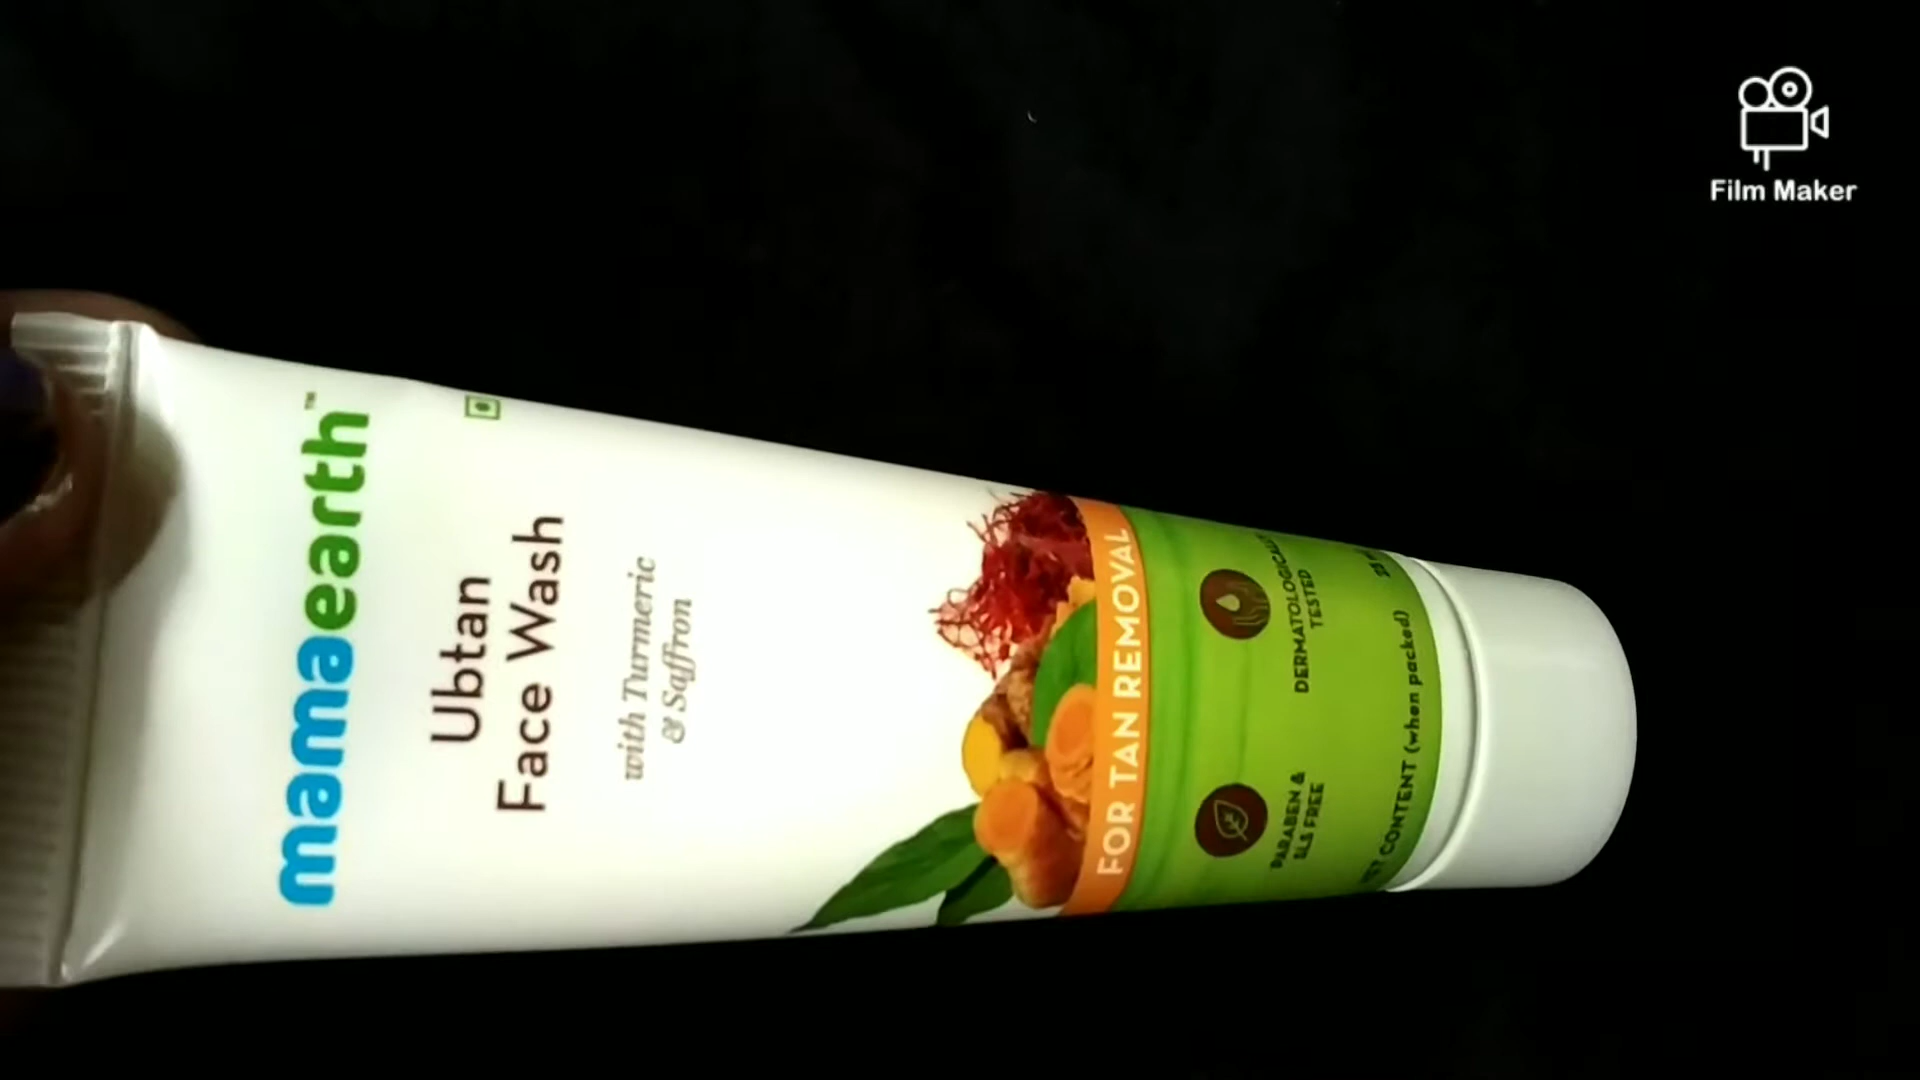 Film Maker
mamaearth™
Ubtan
Face Wash
with Turmeric
& Saffron
FOR TAN REMOVAL
PARABEN &
SLS FREE
DERMATOLOGICALLY
TESTED
NET CONTENT (when packed)